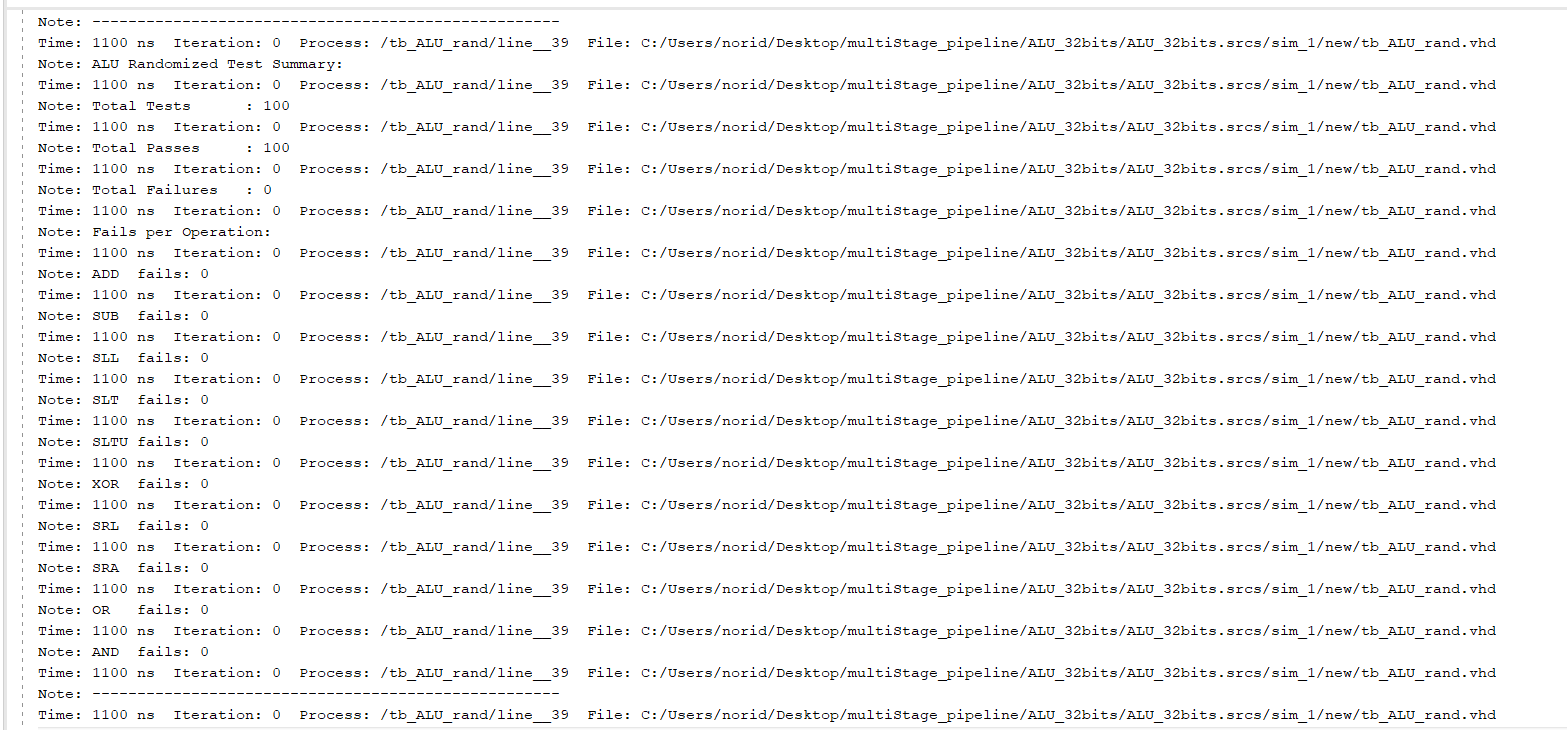 Note: ----------------------------------------------------
Time: 1100 ns  Iteration: 0  Process: /tb_ALU_rand/line__39  File: C:/Users/norid/Desktop/multiStage_pipeline/ALU_32bits/ALU_32bits.srcs/sim_1/new/tb_ALU_rand.vhd
Note: ALU Randomized Test Summary:
Time: 1100 ns  Iteration: 0  Process: /tb_ALU_rand/line__39  File: C:/Users/norid/Desktop/multiStage_pipeline/ALU_32bits/ALU_32bits.srcs/sim_1/new/tb_ALU_rand.vhd
Note: Total Tests      : 100
Time: 1100 ns  Iteration: 0  Process: /tb_ALU_rand/line__39  File: C:/Users/norid/Desktop/multiStage_pipeline/ALU_32bits/ALU_32bits.srcs/sim_1/new/tb_ALU_rand.vhd
Note: Total Passes     : 100
Time: 1100 ns  Iteration: 0  Process: /tb_ALU_rand/line__39  File: C:/Users/norid/Desktop/multiStage_pipeline/ALU_32bits/ALU_32bits.srcs/sim_1/new/tb_ALU_rand.vhd
Note: Total Failures   : 0
Time: 1100 ns  Iteration: 0  Process: /tb_ALU_rand/line__39  File: C:/Users/norid/Desktop/multiStage_pipeline/ALU_32bits/ALU_32bits.srcs/sim_1/new/tb_ALU_rand.vhd
Note: Fails per Operation:
Time: 1100 ns  Iteration: 0  Process: /tb_ALU_rand/line__39  File: C:/Users/norid/Desktop/multiStage_pipeline/ALU_32bits/ALU_32bits.srcs/sim_1/new/tb_ALU_rand.vhd
Note: ADD  fails: 0
Time: 1100 ns  Iteration: 0  Process: /tb_ALU_rand/line__39  File: C:/Users/norid/Desktop/multiStage_pipeline/ALU_32bits/ALU_32bits.srcs/sim_1/new/tb_ALU_rand.vhd
Note: SUB  fails: 0
Time: 1100 ns  Iteration: 0  Process: /tb_ALU_rand/line__39  File: C:/Users/norid/Desktop/multiStage_pipeline/ALU_32bits/ALU_32bits.srcs/sim_1/new/tb_ALU_rand.vhd
Note: SLL  fails: 0
Time: 1100 ns  Iteration: 0  Process: /tb_ALU_rand/line__39  File: C:/Users/norid/Desktop/multiStage_pipeline/ALU_32bits/ALU_32bits.srcs/sim_1/new/tb_ALU_rand.vhd
Note: SLT  fails: 0
Time: 1100 ns  Iteration: 0  Process: /tb_ALU_rand/line__39  File: C:/Users/norid/Desktop/multiStage_pipeline/ALU_32bits/ALU_32bits.srcs/sim_1/new/tb_ALU_rand.vhd
Note: SLTU fails: 0
Time: 1100 ns  Iteration: 0  Process: /tb_ALU_rand/line__39  File: C:/Users/norid/Desktop/multiStage_pipeline/ALU_32bits/ALU_32bits.srcs/sim_1/new/tb_ALU_rand.vhd
Note: XOR  fails: 0
Time: 1100 ns  Iteration: 0  Process: /tb_ALU_rand/line__39  File: C:/Users/norid/Desktop/multiStage_pipeline/ALU_32bits/ALU_32bits.srcs/sim_1/new/tb_ALU_rand.vhd
Note: SRL  fails: 0
Time: 1100 ns  Iteration: 0  Process: /tb_ALU_rand/line__39  File: C:/Users/norid/Desktop/multiStage_pipeline/ALU_32bits/ALU_32bits.srcs/sim_1/new/tb_ALU_rand.vhd
Note: SRA  fails: 0
Time: 1100 ns  Iteration: 0  Process: /tb_ALU_rand/line__39  File: C:/Users/norid/Desktop/multiStage_pipeline/ALU_32bits/ALU_32bits.srcs/sim_1/new/tb_ALU_rand.vhd
Note: OR   fails: 0
Time: 1100 ns  Iteration: 0  Process: /tb_ALU_rand/line__39  File: C:/Users/norid/Desktop/multiStage_pipeline/ALU_32bits/ALU_32bits.srcs/sim_1/new/tb_ALU_rand.vhd
Note: AND  fails: 0
Time: 1100 ns  Iteration: 0  Process: /tb_ALU_rand/line__39  File: C:/Users/norid/Desktop/multiStage_pipeline/ALU_32bits/ALU_32bits.srcs/sim_1/new/tb_ALU_rand.vhd
Note: ----------------------------------------------------
Time: 1100 ns  Iteration: 0  Process: /tb_ALU_rand/line__39  File: C:/Users/norid/Desktop/multiStage_pipeline/ALU_32bits/ALU_32bits.srcs/sim_1/new/tb_ALU_rand.vhd